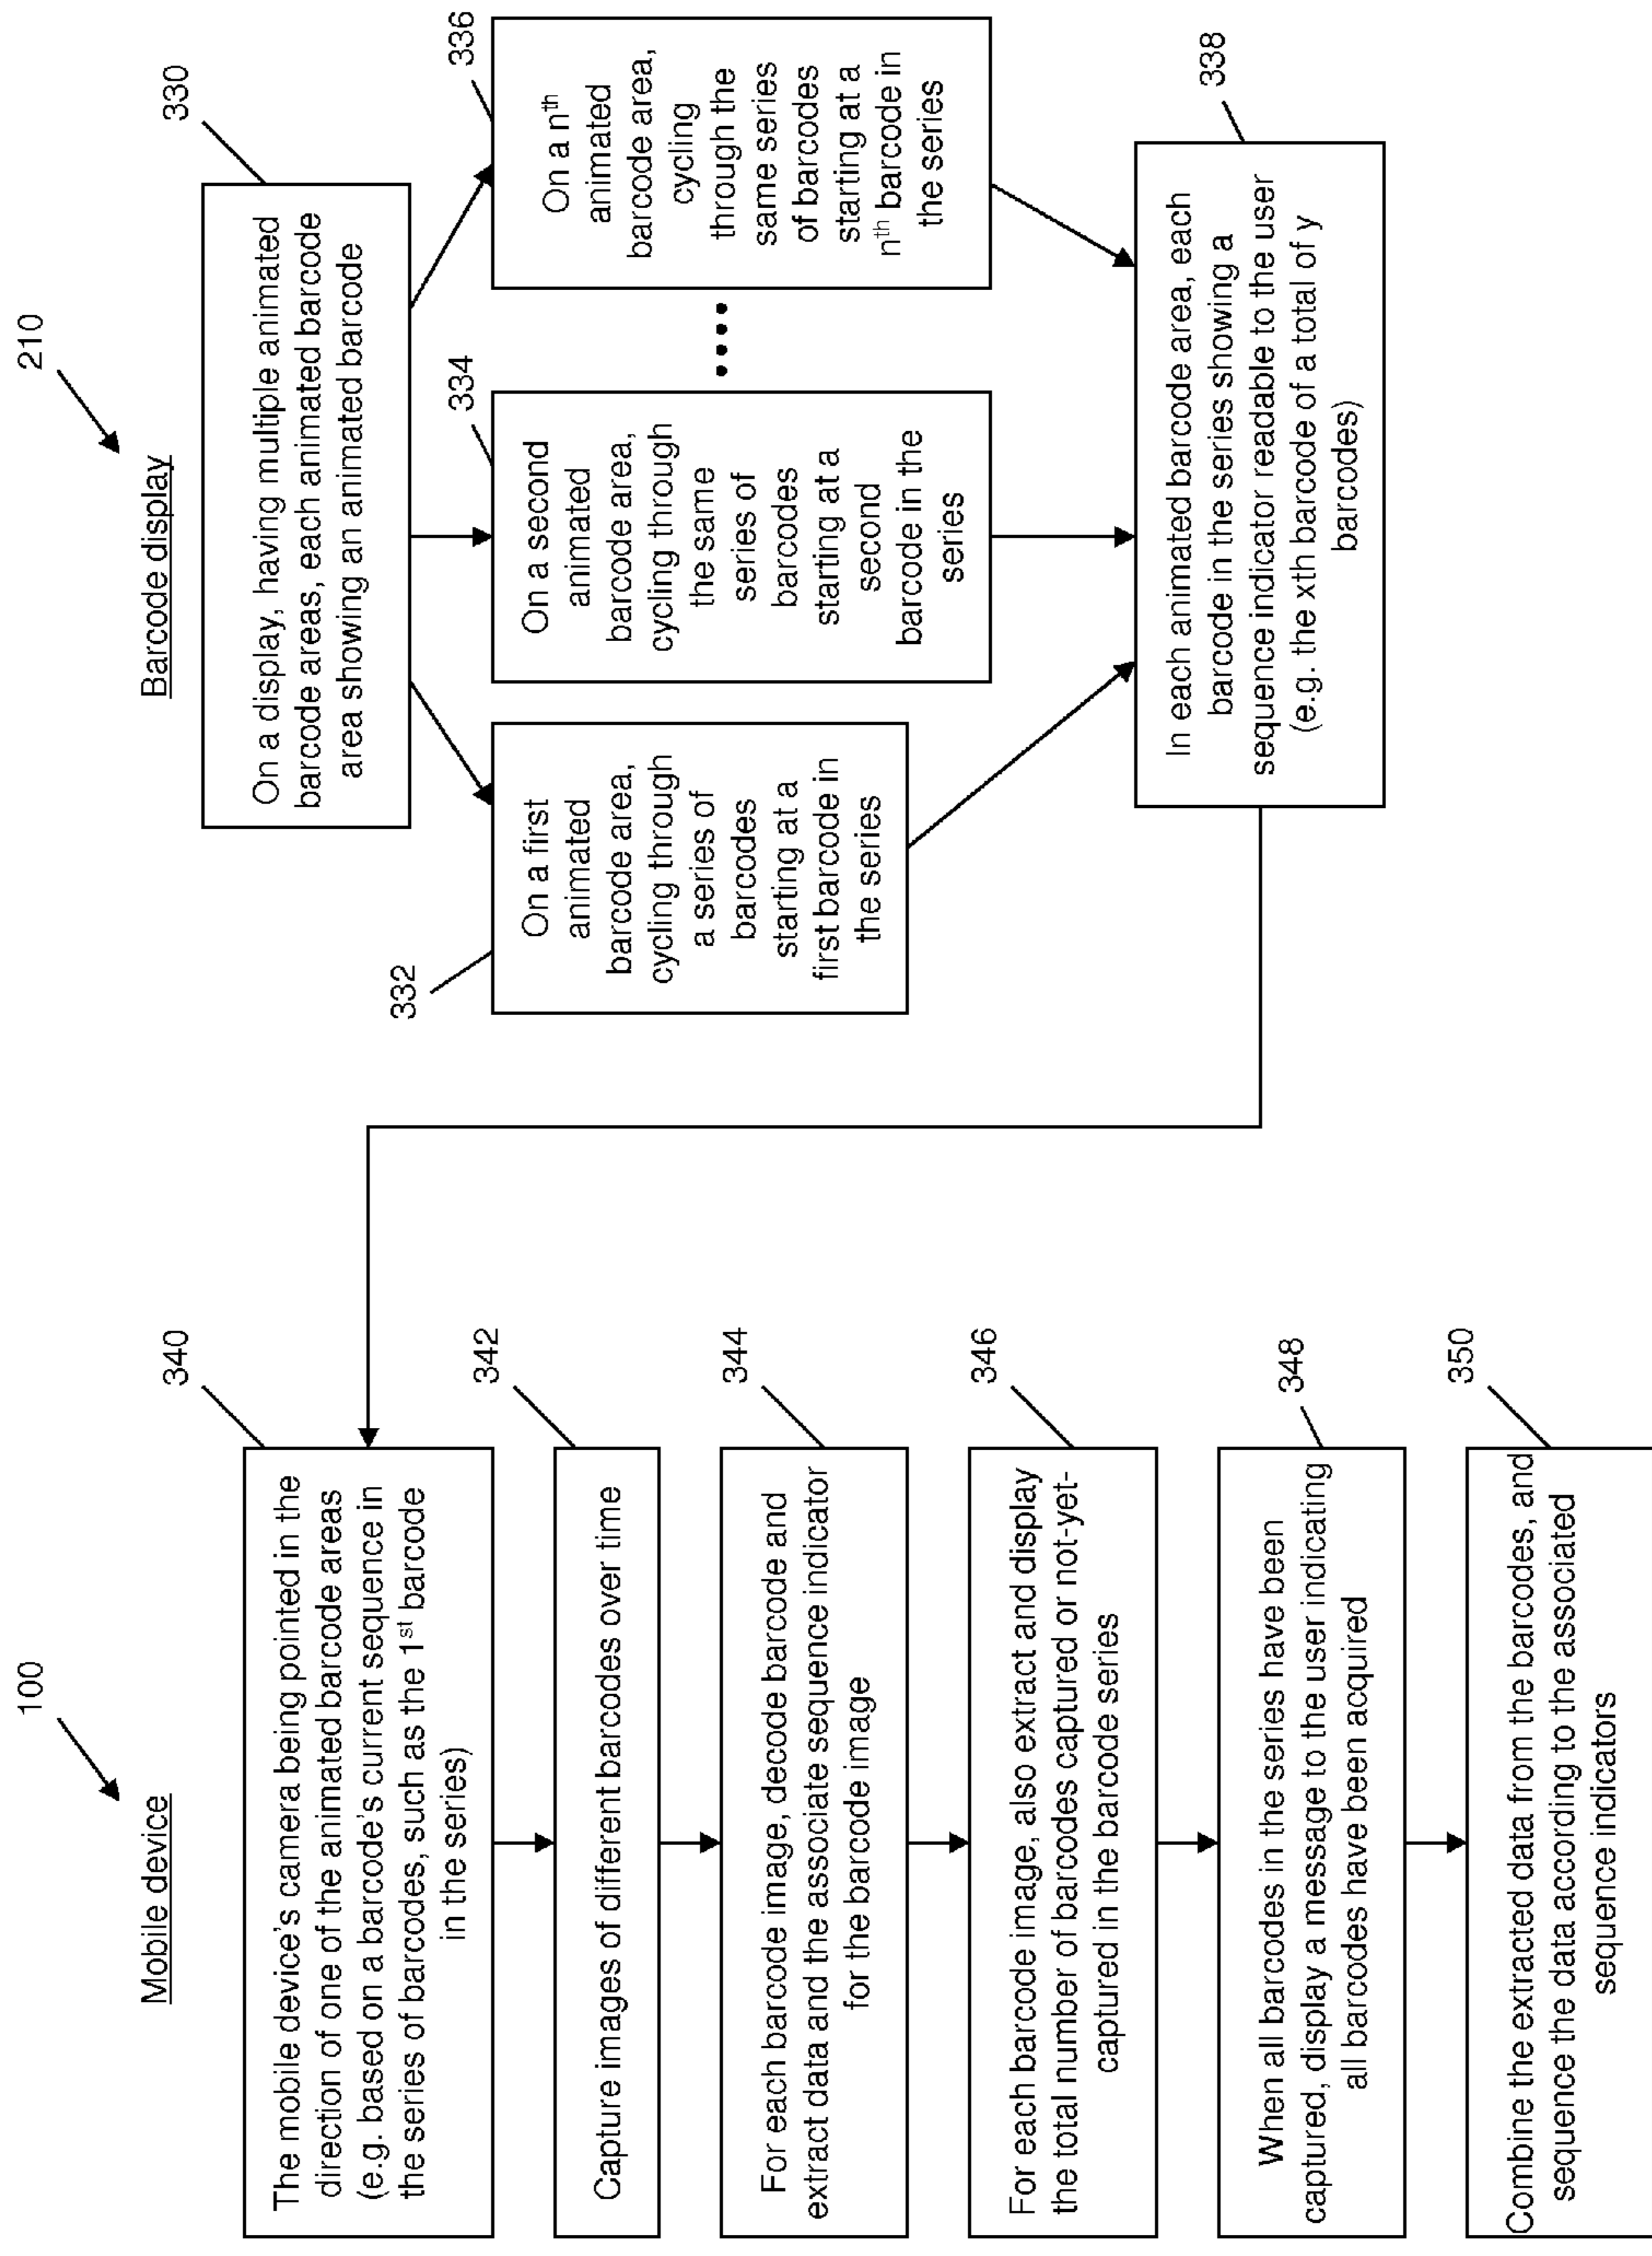 100
Mobile device
340
The mobile device's camera being pointed in the
direction of one of the animated barcode areas
(e.g. based on a barcode's current sequence in
the series of barcodes, such as the 1st barcode
in the series)
342
Capture images of different barcodes over time
344
For each barcode image, decode barcode and
extract data and the associate sequence indicator
for the barcode image
346
For each barcode image, also extract and display
the total number of barcodes captured or not-yet-
captured in the barcode series
348
When all barcodes in the series have been
captured, display a message to the user indicating
all barcodes have been acquired
350
Combine the extracted data from the barcodes, and
sequence the data according to the associated
sequence indicators
210
Barcode display
330
On a display, having multiple animated
barcode areas, each animated barcode
area showing an animated barcode
332
On a first
animated
barcode area,
cycling through
a series of
barcodes
starting at a
first barcode in
the series
334
On a second
animated
barcode area,
cycling through
the same
series of
barcodes
starting at a
second
barcode in the
series
....
336
On a nth
animated
barcode area,
cycling
through the
same series
of barcodes
starting at a
nth barcode in
the series
338
In each animated barcode area, each
barcode in the series showing a
sequence indicator readable to the user
(e.g. the xth barcode of a total of y
barcodes)